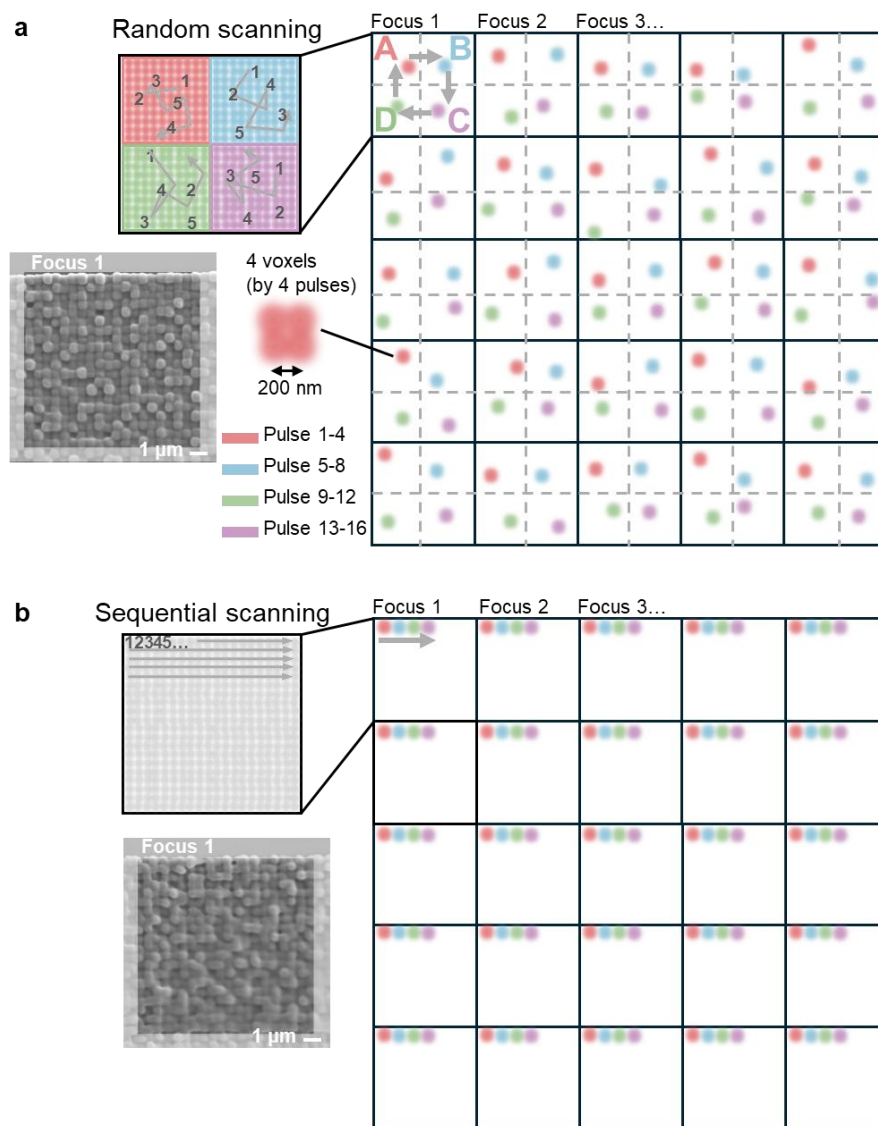 a
Random scanning
Focus 1
Focus 2
Focus 3...
A
B
D
C
3
1
2
5
4
1
4
2
3
5
1
4
2
3
5
3
5
1
4
2
Focus 1
1 µm
4 voxels
(by 4 pulses)
200 nm
Pulse 1-4
Pulse 5-8
Pulse 9-12
Pulse 13-16
b
Sequential scanning
Focus 1
Focus 2
Focus 3...
12345...
Focus 1
1 µm